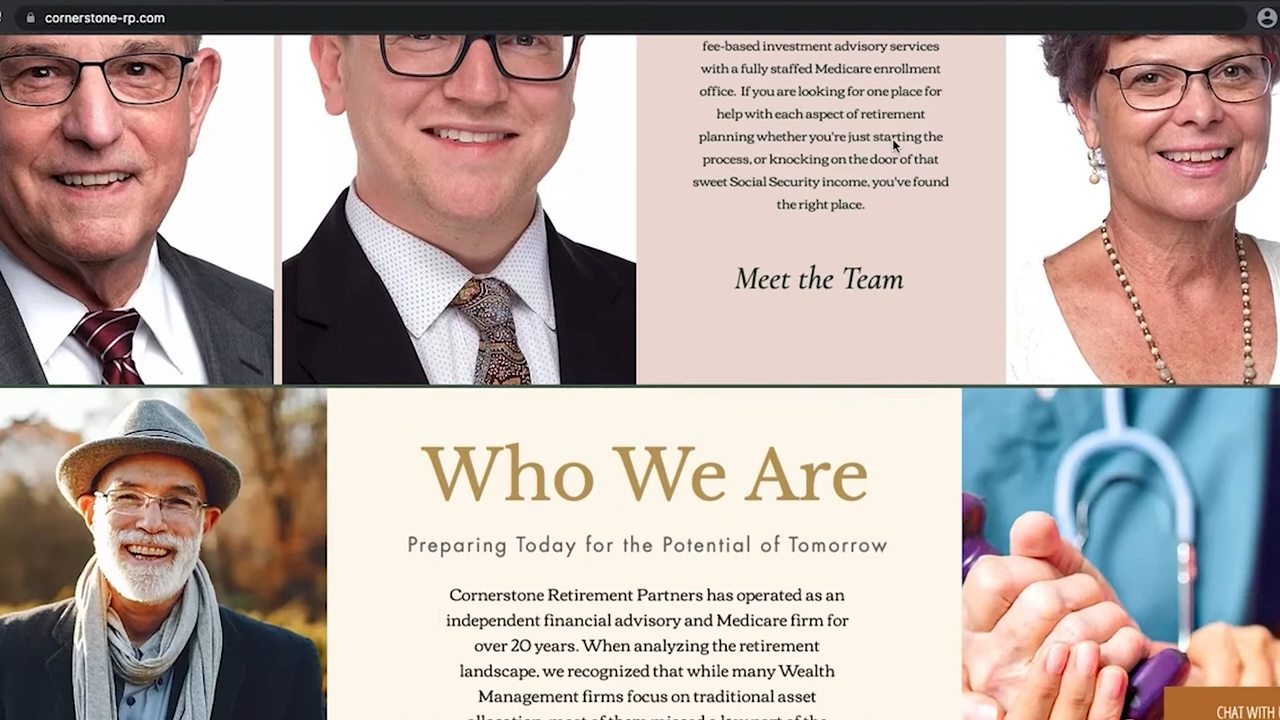 cornerstone-rp.com
fee-based investment advisory services
with a fully staffed Medicare enrollment
office. If you are looking for one place for
help with each aspect of retirement
planning whether you're just starting the
process, or knocking on the door of that
sweet Social Security income, you've found
the right place.
Meet the Team
Who We Are
Preparing Today for the Potential of Tomorrow
Cornerstone Retirement Partners has operated as an
independent financial advisory and Medicare firm for
over 20 years. When analyzing the retirement
landscape, we recognized that while many Wealth
Management firms focus on traditional asset
CHAT WITH